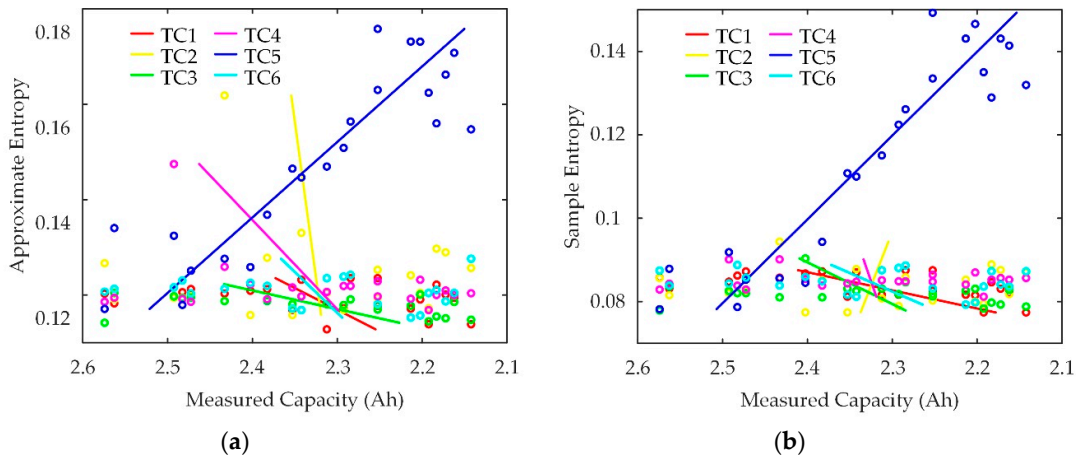 0.18
0.16
0.14
0.12
Approximate Entropy
TC1 TC4
TC2 TC5
TC3 TC6
2.6 2.5 2.4 2.3 2.2 2.1
Measured Capacity (Ah)
(a)
0.14
0.12
0.1
0.08
Sample Entropy
TC1 TC4
TC2 TC5
TC3 TC6
2.6 2.5 2.4 2.3 2.2 2.1
Measured Capacity (Ah)
(b)